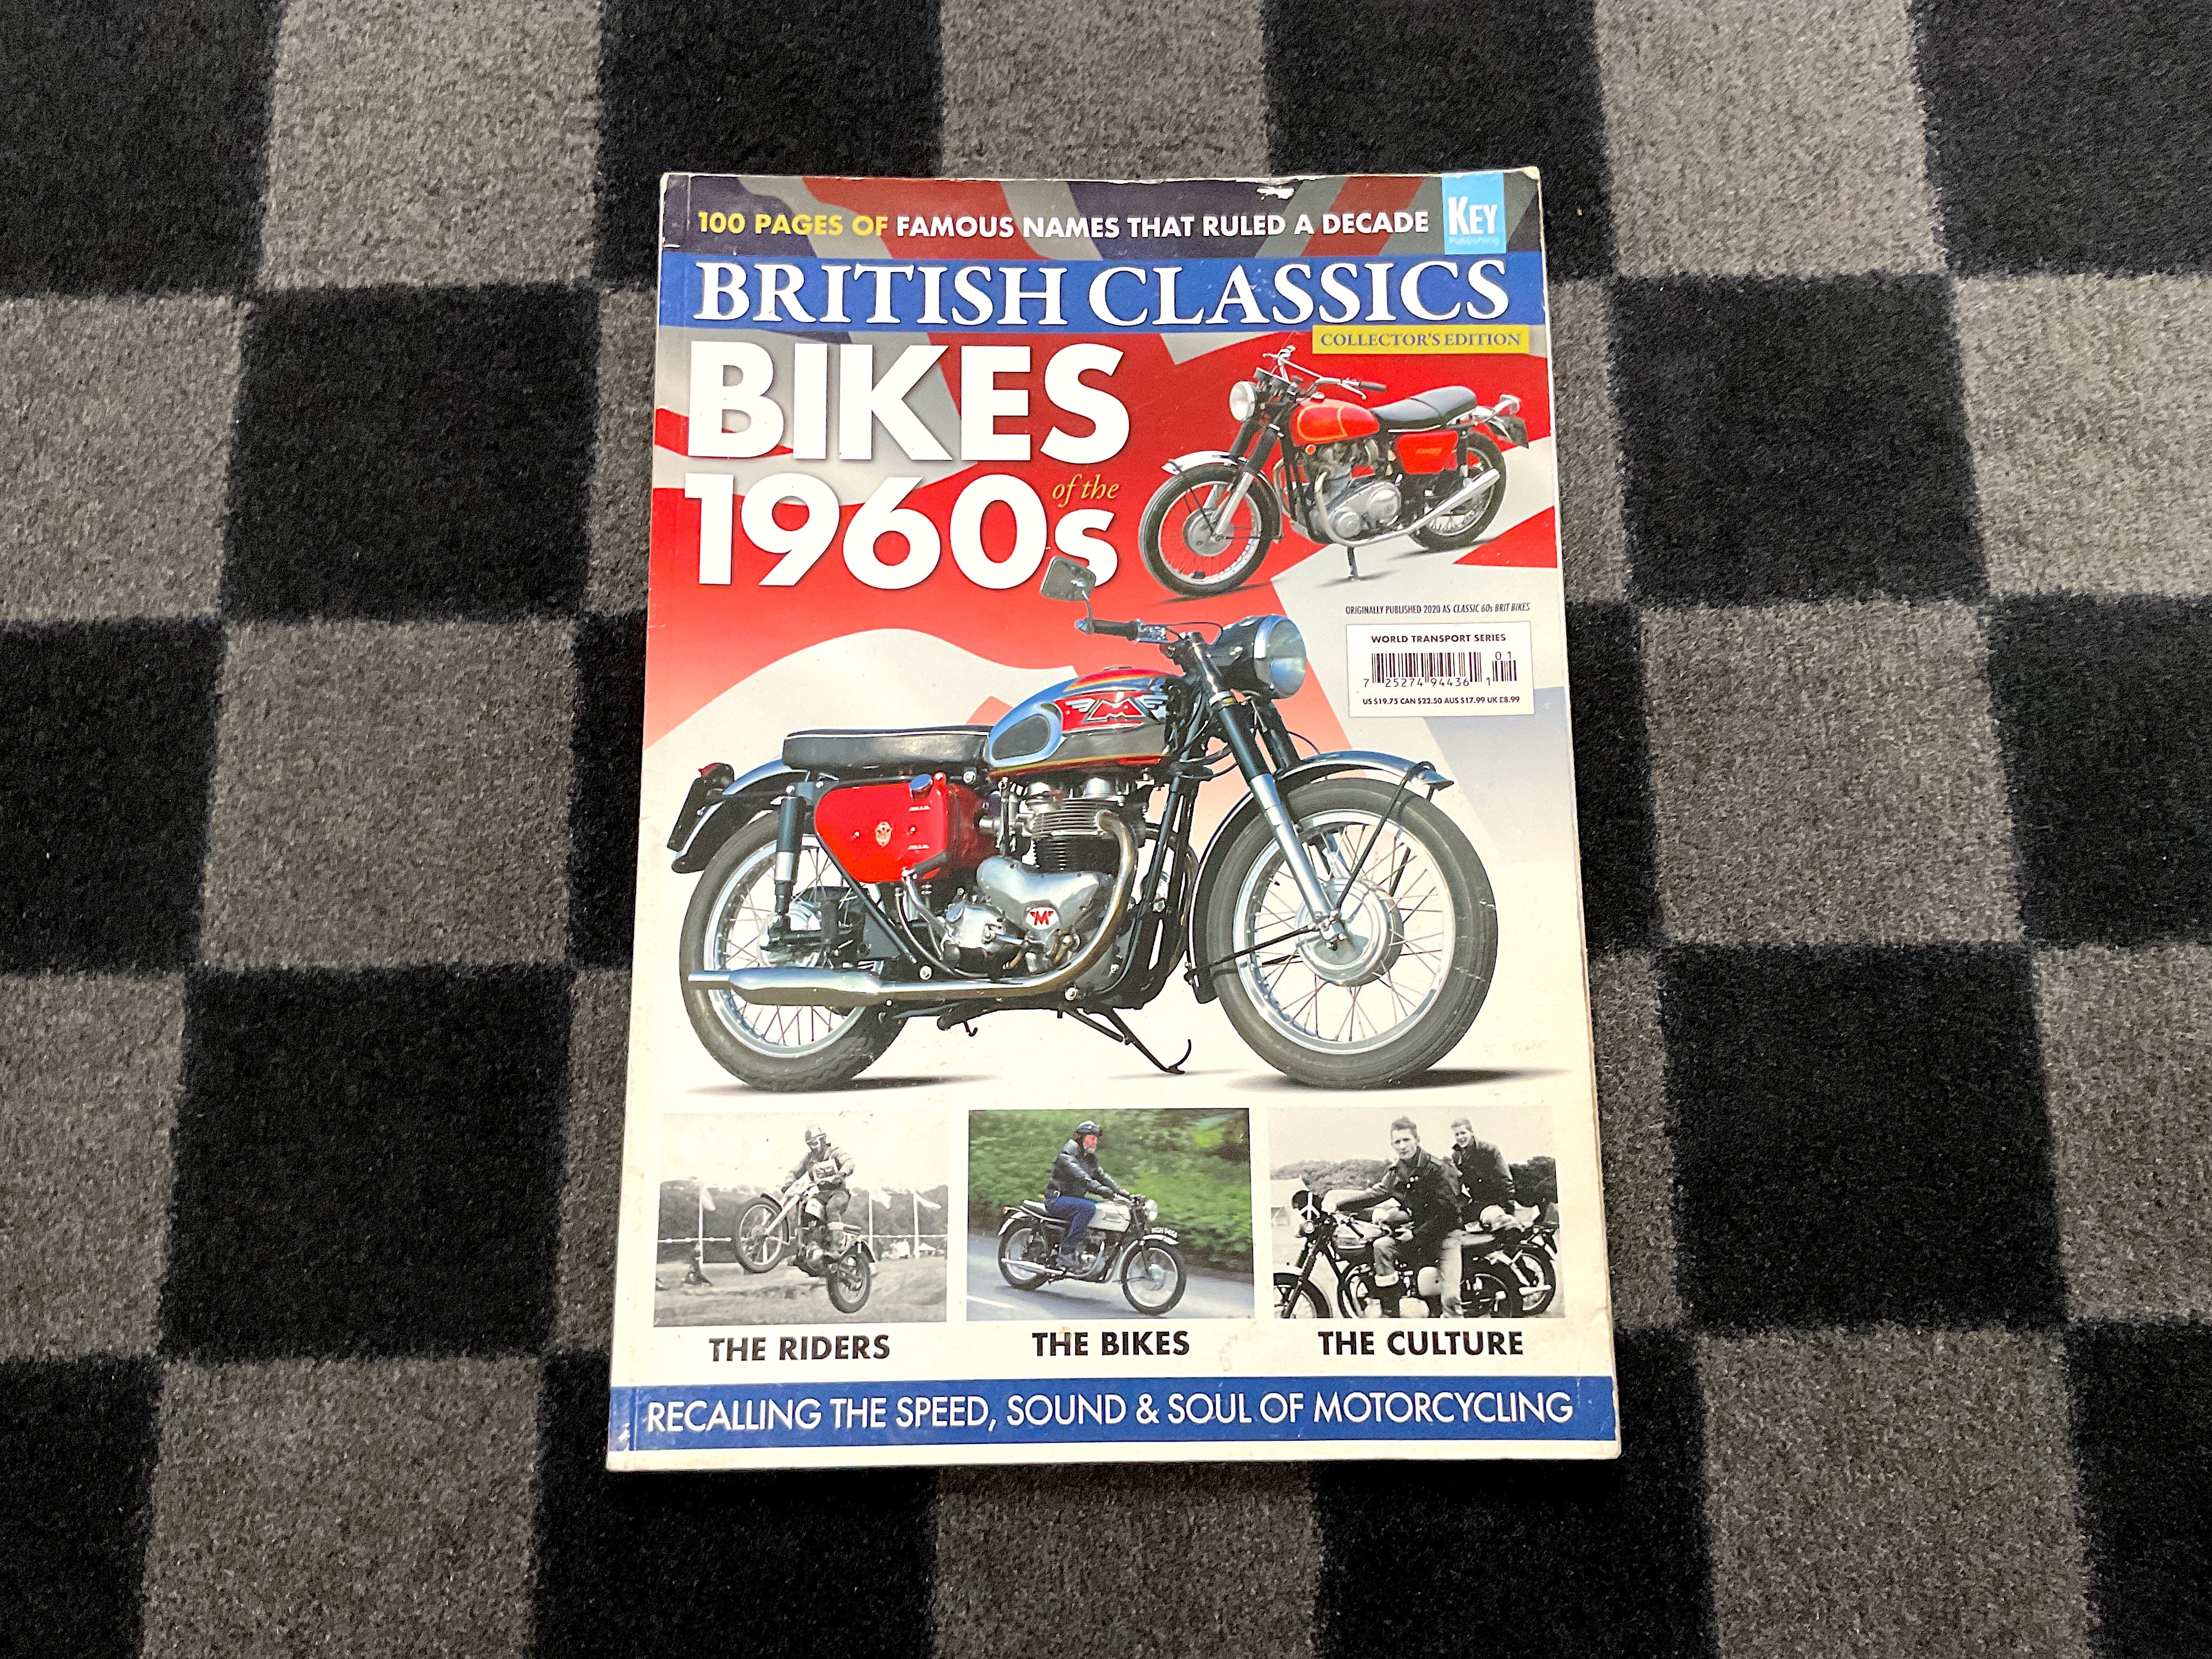 100 PAGES OF FAMOUS NAMES THAT RULED A DECADE
KEY
Publishing
BRITISH CLASSICS
COLLECTOR'S EDITION
BIKES
of the
1960s
ORIGINALLY PUBLISHED 2020 AS CLASSIC 60s BRIT BIKES
WORLD TRANSPORT SERIES
01
7 25274 94436 1
US $19.75 CAN $22.50 AUS $17.99 UK £8.99
M
M
THE RIDERS
THE BIKES
THE CULTURE
RECALLING THE SPEED, SOUND & SOUL OF MOTORCYCLING